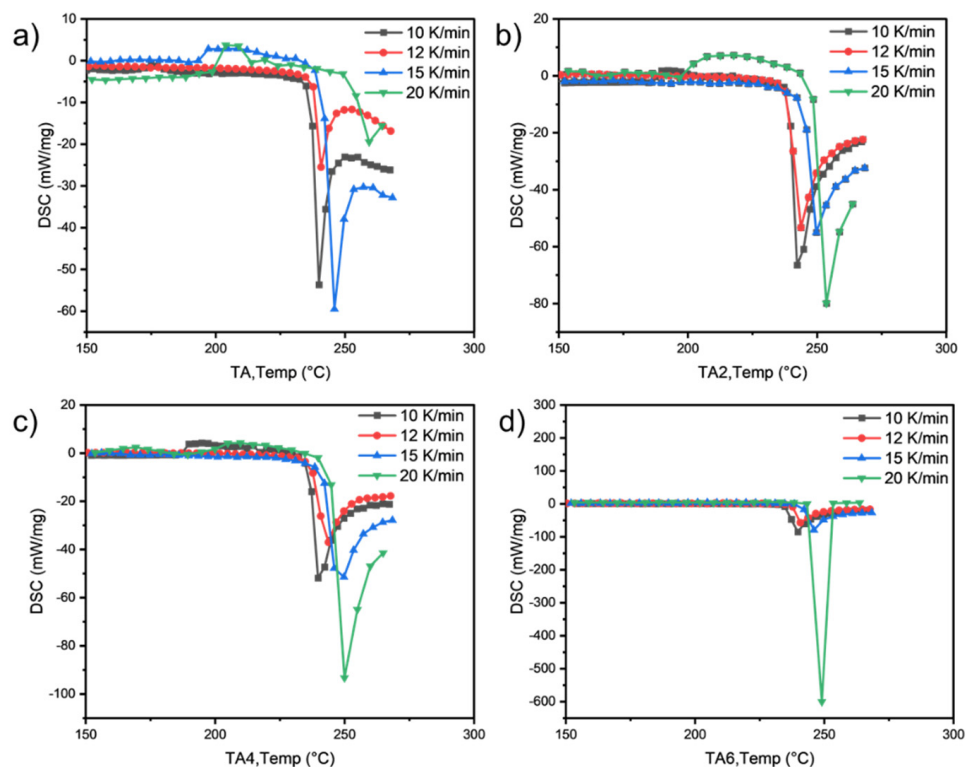 a)
10 K/min
12 K/min
15 K/min
20 K/min
10
0
-10
-20
-30
-40
-50
-60
DSC (mW/mg)
150
200
250
300
TA,Temp (°C)
b)
10 K/min
12 K/min
15 K/min
20 K/min
20
0
-20
-40
-60
-80
DSC (mW/mg)
150
200
250
300
TA2,Temp (°C)
c)
10 K/min
12 K/min
15 K/min
20 K/min
20
0
-20
-40
-60
-80
-100
DSC (mW/mg)
150
200
250
300
TA4,Temp (°C)
d)
10 K/min
12 K/min
15 K/min
20 K/min
300
200
100
0
-100
-200
-300
-400
-500
-600
DSC (mW/mg)
150
200
250
300
TA6,Temp (°C)